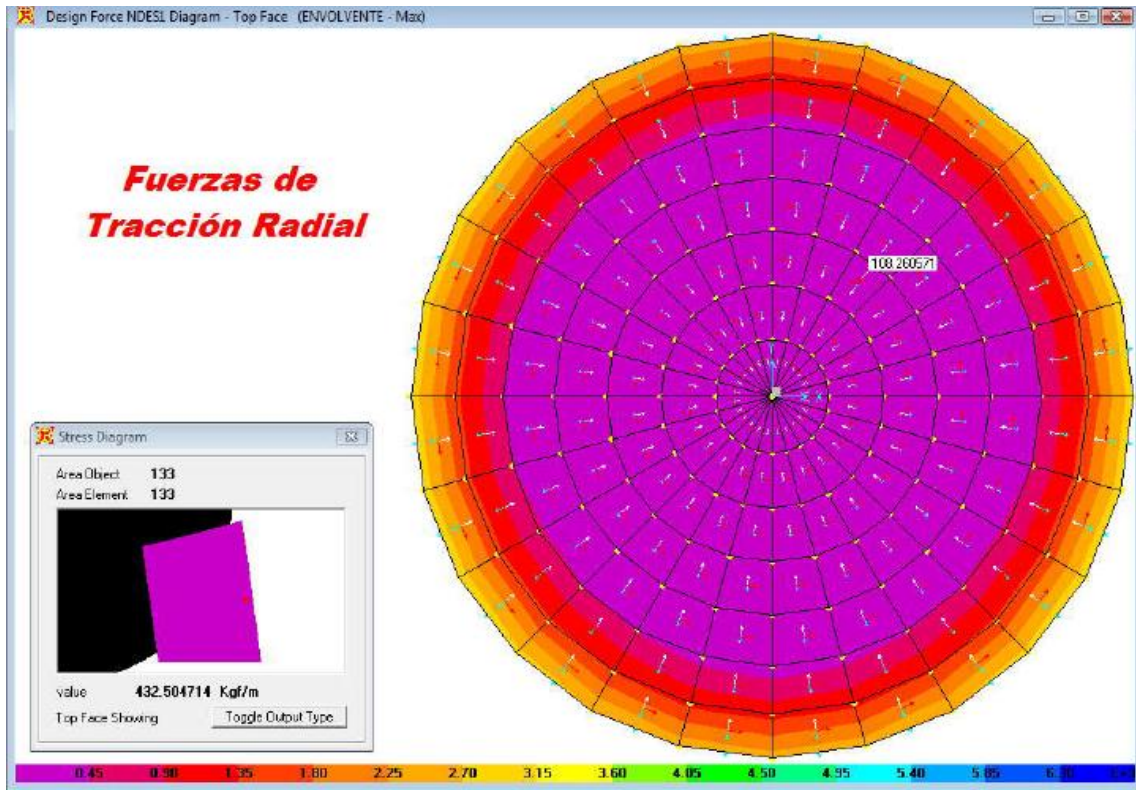 Design Force NDES1 Diagram - Top Face (ENVOLVENTE - Max)
Fuerzas de
Tracción Radial
108.260571
Stress Diagram
Area Object 133
Area Element 133
value 432.504714 Kgf/m
Top Face Showing Toggle Output Type
0.45 0.90 1.35 1.80 2.25 2.70 3.15 3.60 4.05 4.50 4.95 5.40 5.85